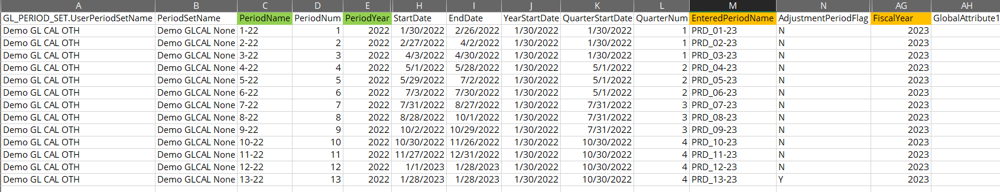 A B C D E H I J K L M N AG AH
GL_PERIOD_SET.UserPeriodSetName PeriodSetName PeriodName PeriodNum PeriodYear StartDate EndDate YearStartDate QuarterStartDate QuarterNum EnteredPeriodName AdjustmentPeriodFlag FiscalYear GlobalAttribute1
Demo GL CAL OTH Demo GLCAL None 1-22 1 2022 1/30/2022 2/26/2022 1/30/2022 1/30/2022 1 PRD_01-23 N 2023
Demo GL CAL OTH Demo GLCAL None 2-22 2 2022 2/27/2022 4/2/2022 1/30/2022 1/30/2022 1 PRD_02-23 N 2023
Demo GL CAL OTH Demo GLCAL None 3-22 3 2022 4/3/2022 4/30/2022 1/30/2022 1/30/2022 1 PRD_03-23 N 2023
Demo GL CAL OTH Demo GLCAL None 4-22 4 2022 5/1/2022 5/28/2022 1/30/2022 5/1/2022 2 PRD_04-23 N 2023
Demo GL CAL OTH Demo GLCAL None 5-22 5 2022 5/29/2022 7/2/2022 1/30/2022 5/1/2022 2 PRD_05-23 N 2023
Demo GL CAL OTH Demo GLCAL None 6-22 6 2022 7/3/2022 7/30/2022 1/30/2022 5/1/2022 2 PRD_06-23 N 2023
Demo GL CAL OTH Demo GLCAL None 7-22 7 2022 7/31/2022 8/27/2022 1/30/2022 7/31/2022 3 PRD_07-23 N 2023
Demo GL CAL OTH Demo GLCAL None 8-22 8 2022 8/28/2022 10/1/2022 1/30/2022 7/31/2022 3 PRD_08-23 N 2023
Demo GL CAL OTH Demo GLCAL None 9-22 9 2022 10/2/2022 10/29/2022 1/30/2022 7/31/2022 3 PRD_09-23 N 2023
Demo GL CAL OTH Demo GLCAL None 10-22 10 2022 10/30/2022 11/26/2022 1/30/2022 10/30/2022 4 PRD_10-23 N 2023
Demo GL CAL OTH Demo GLCAL None 11-22 11 2022 11/27/2022 12/31/2022 1/30/2022 10/30/2022 4 PRD_11-23 N 2023
Demo GL CAL OTH Demo GLCAL None 12-22 12 2022 1/1/2023 1/28/2023 1/30/2022 10/30/2022 4 PRD_12-23 N 2023
Demo GL CAL OTH Demo GLCAL None 13-22 13 2022 1/28/2023 1/28/2023 1/30/2022 10/30/2022 4 PRD_13-23 Y 2023